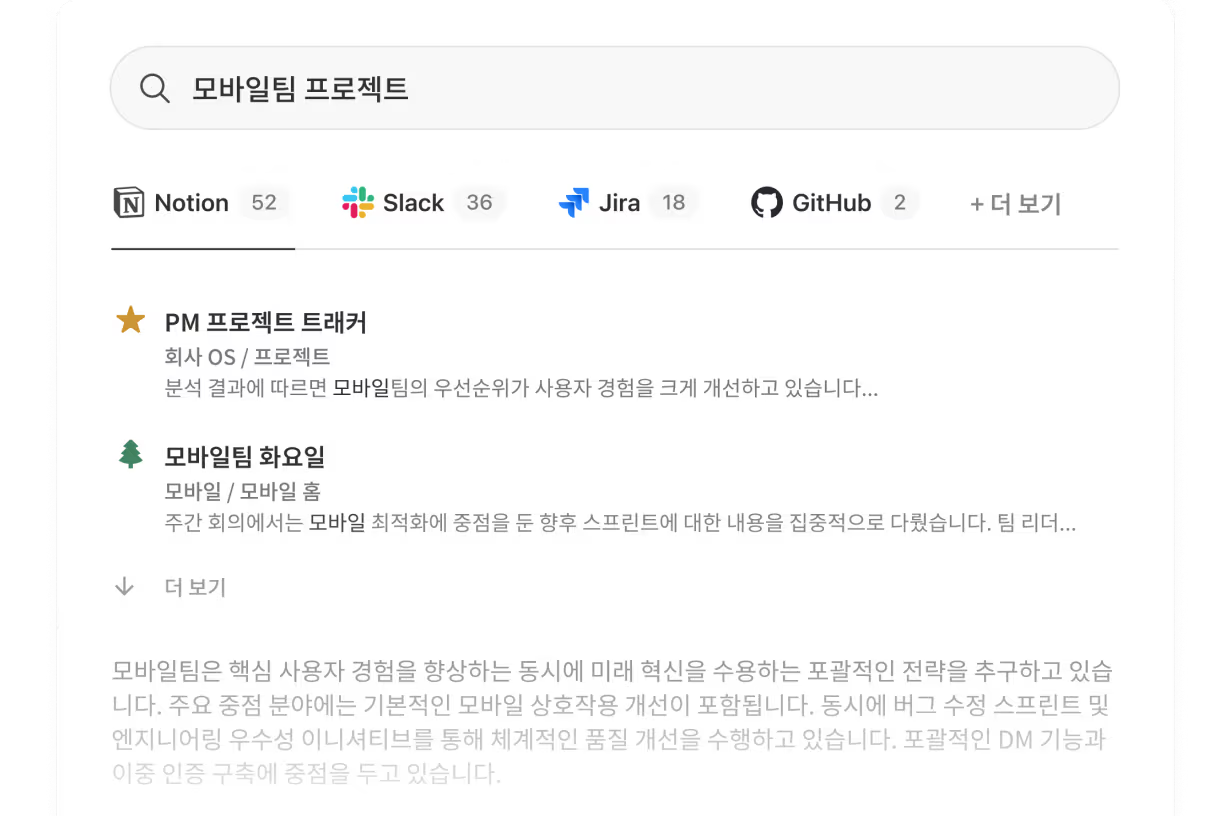 모바일팀 프로젝트
Notion 52 Slack 36 Jira 18 GitHub 2 + 더 보기
PM 프로젝트 트래커
회사 OS / 프로젝트
분석 결과에 따르면 모바일팀의 우선순위가 사용자 경험을 크게 개선하고 있습니다...
모바일팀 화요일
모바일 / 모바일 홈
주간 회의에서는 모바일 최적화에 중점을 둔 향후 스프린트에 대한 내용을 집중적으로 다뤘습니다. 팀 리더...
더 보기
모바일팀은 핵심 사용자 경험을 향상하는 동시에 미래 혁신을 수용하는 포괄적인 전략을 추구하고 있습
니다. 주요 중점 분야에는 기본적인 모바일 상호작용 개선이 포함됩니다. 동시에 버그 수정 스프린트 및
엔지니어링 우수성 이니셔티브를 통해 체계적인 품질 개선을 수행하고 있습니다. 포괄적인 DM 기능과
이중 인증 구축에 중점을 두고 있습니다.